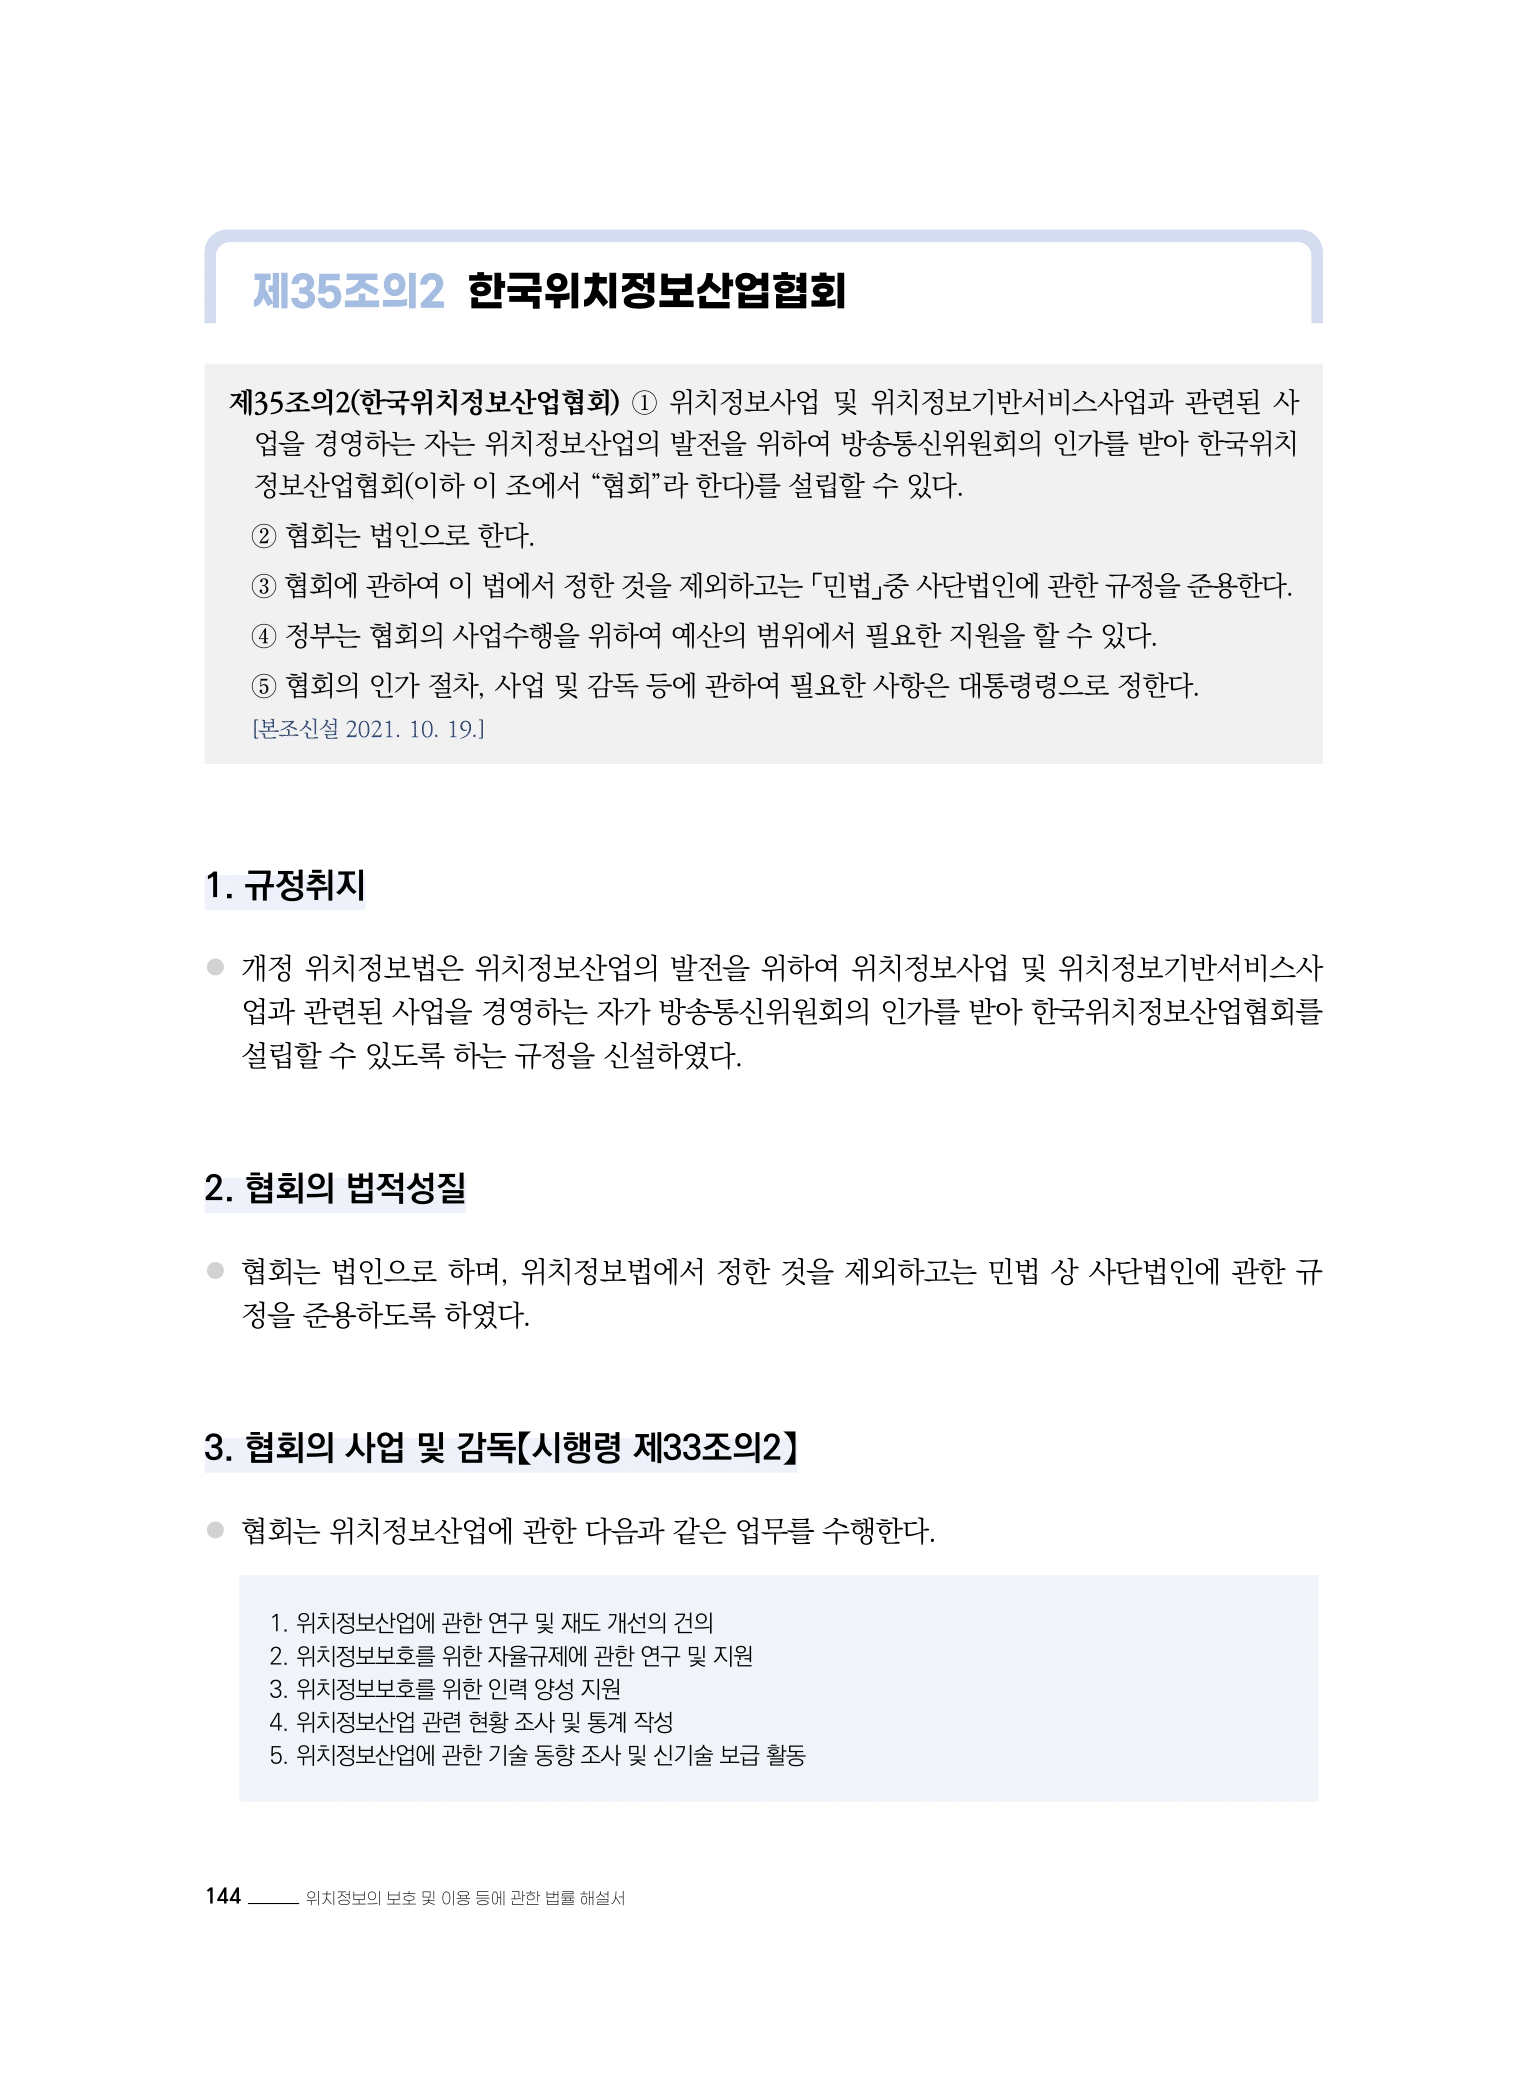 제35조의2 한국위치정보산업협회
제35조의2(한국위치정보산업협회) ① 위치정보사업 및 위치정보기반서비스사업과 관련된 사
업을 경영하는 자는 위치정보산업의 발전을 위하여 방송통신위원회의 인가를 받아 한국위치
정보산업협회(이하 이 조에서 “협회”라 한다)를 설립할 수 있다.
② 협회는 법인으로 한다.
③ 협회에 관하여 이 법에서 정한 것을 제외하고는 「민법」중 사단법인에 관한 규정을 준용한다.
④ 정부는 협회의 사업수행을 위하여 예산의 범위에서 필요한 지원을 할 수 있다.
⑤ 협회의 인가 절차, 사업 및 감독 등에 관하여 필요한 사항은 대통령령으로 정한다.
[본조신설 2021. 10. 19.]
1. 규정취지
● 개정 위치정보법은 위치정보산업의 발전을 위하여 위치정보사업 및 위치정보기반서비스사
업과 관련된 사업을 경영하는 자가 방송통신위원회의 인가를 받아 한국위치정보산업협회를
설립할 수 있도록 하는 규정을 신설하였다.
2. 협회의 법적성질
● 협회는 법인으로 하며, 위치정보법에서 정한 것을 제외하고는 민법 상 사단법인에 관한 규
정을 준용하도록 하였다.
3. 협회의 사업 및 감독【시행령 제33조의2】
● 협회는 위치정보산업에 관한 다음과 같은 업무를 수행한다.
1. 위치정보산업에 관한 연구 및 재도 개선의 건의
2. 위치정보보호를 위한 자율규제에 관한 연구 및 지원
3. 위치정보보호를 위한 인력 양성 지원
4. 위치정보산업 관련 현황 조사 및 통계 작성
5. 위치정보산업에 관한 기술 동향 조사 및 신기술 보급 활동
144 위치정보의 보호 및 이용 등에 관한 법률 해설서